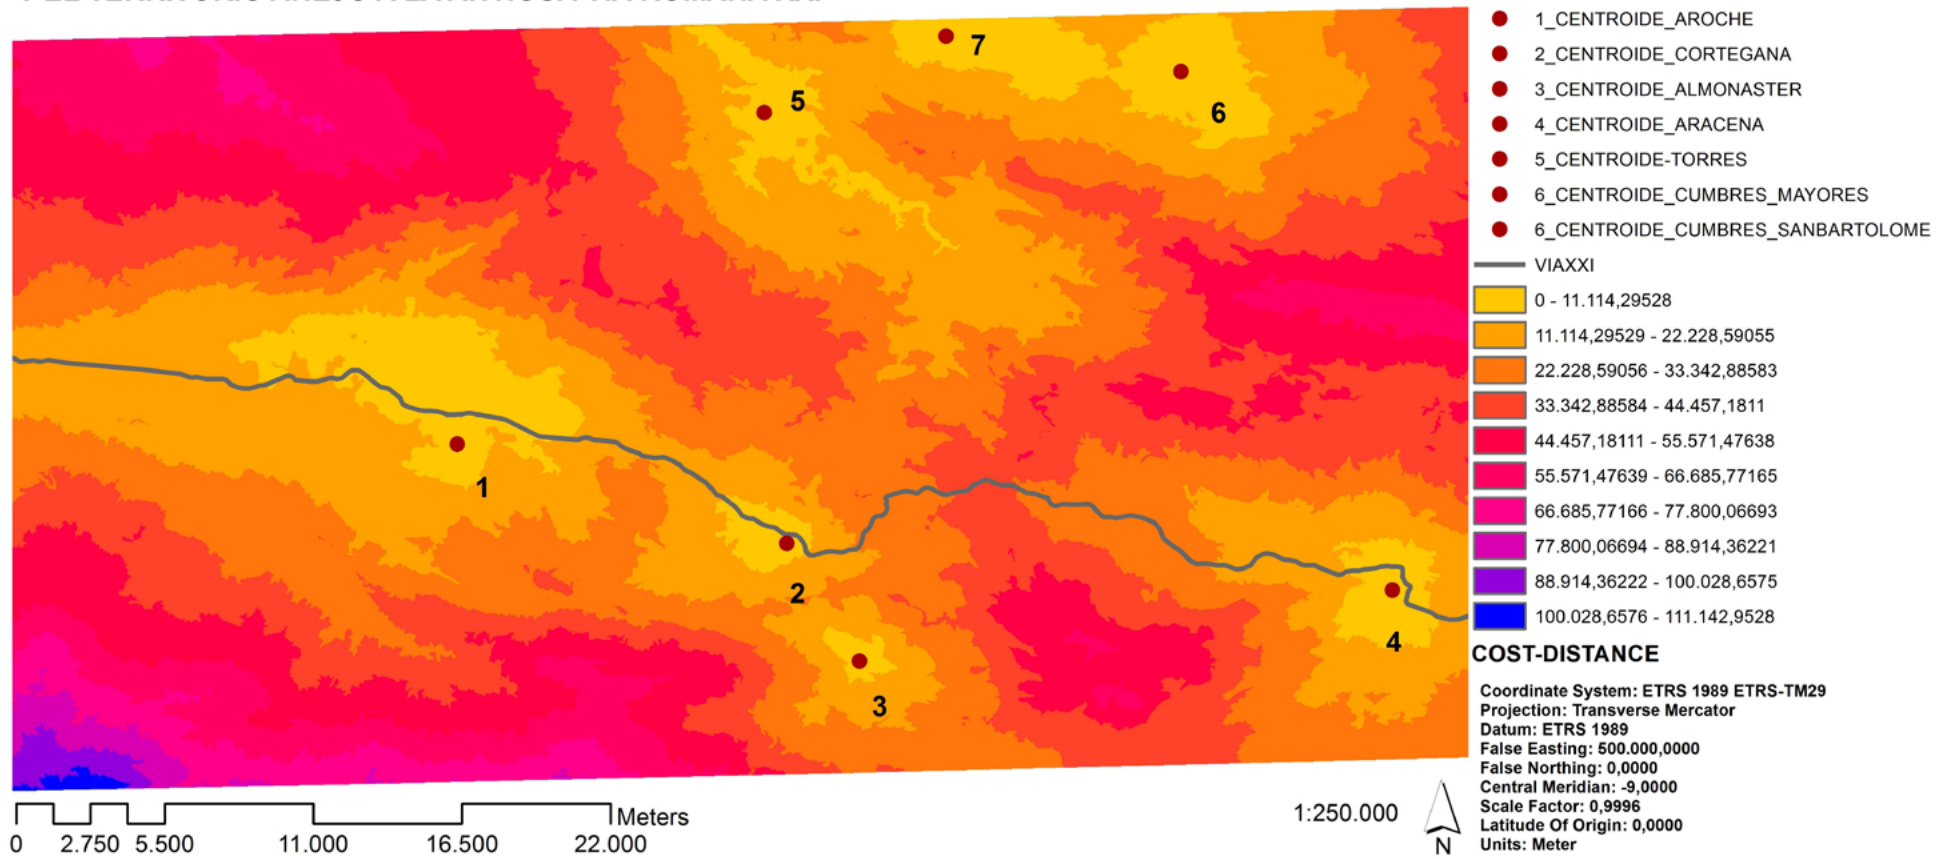 7
5
6
1
2
4
3
1_CENTROIDE_AROCHE
2_CENTROIDE_CORTEGANA
3_CENTROIDE_ALMONASTER
4_CENTROIDE_ARACENA
5_CENTROIDE-TORRES
6_CENTROIDE_CUMBRES_MAYORES
6_CENTROIDE_CUMBRES_SANBARTOLOME
VIAXXI
0 - 11.114,29528
11.114,29529 - 22.228,59055
22.228,59056 - 33.342,88583
33.342,88584 - 44.457,1811
44.457,18111 - 55.571,47638
55.571,47639 - 66.685,77165
66.685,77166 - 77.800,06693
77.800,06694 - 88.914,36221
88.914,36222 - 100.028,6575
100.028,6576 - 111.142,9528
COST-DISTANCE
Coordinate System: ETRS 1989 ETRS-TM29
Projection: Transverse Mercator
Datum: ETRS 1989
False Easting: 500.000,0000
False Northing: 0,0000
Central Meridian: -9,0000
Scale Factor: 0,9996
Latitude Of Origin: 0,0000
Units: Meter
Meters
0 2.750 5.500 11.000 16.500 22.000
1:250.000
N